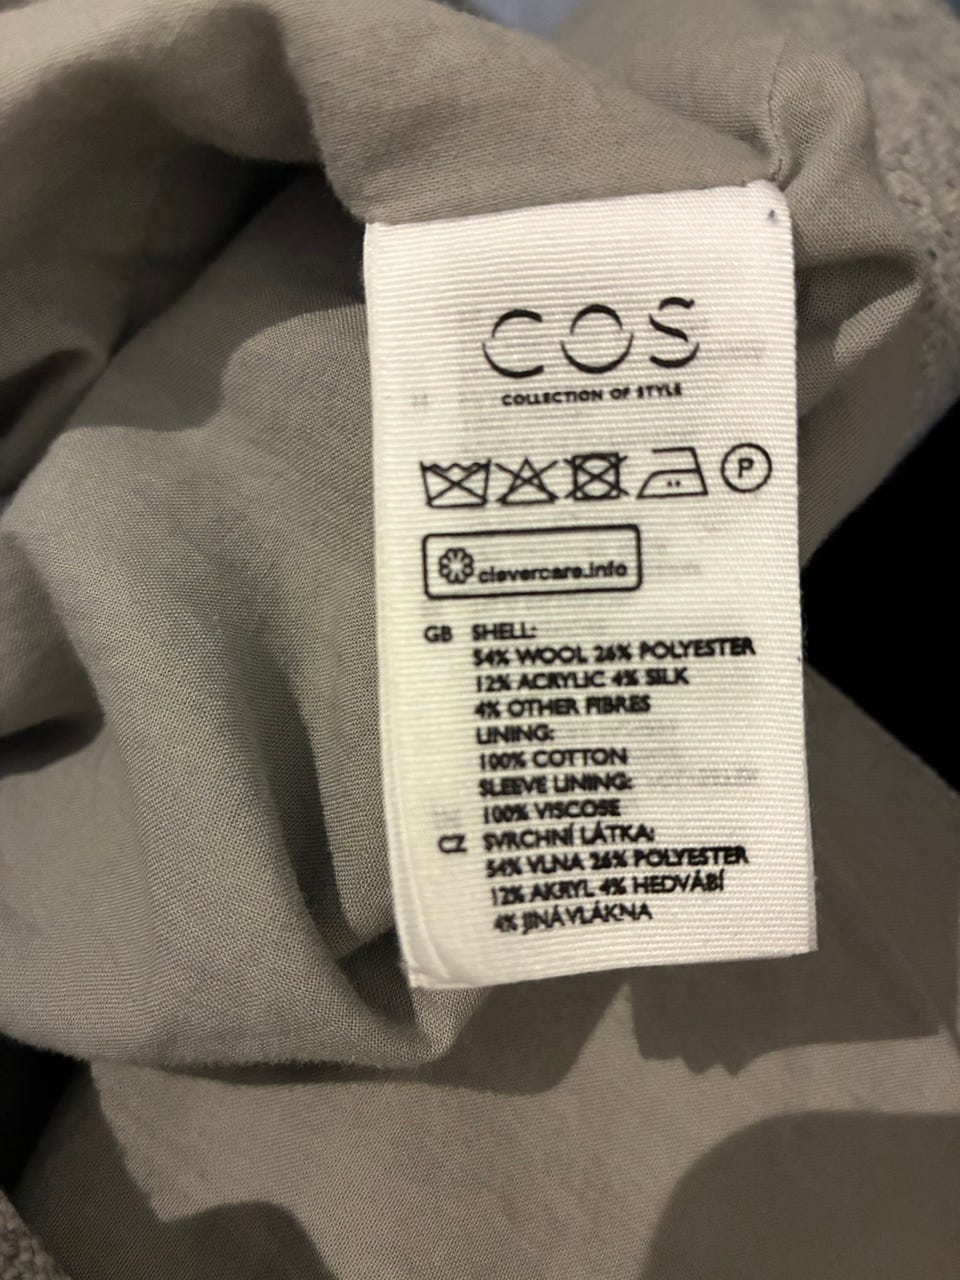 COS
COLLECTION OF STYLE
P
clevercare.info
GB SHELL:
54% WOOL 26% POLYESTER
12% ACRYLIC 4% SILK
4% OTHER FIBRES
LINING:
100% COTTON
SLEEVE LINING:
100% VISCOSE
CZ SVRCHNÍ LÁTKA:
54% VLNA 26% POLYESTER
12% AKRYL 4% HEDVÁBÍ
4% JINÁ VLÁKNA